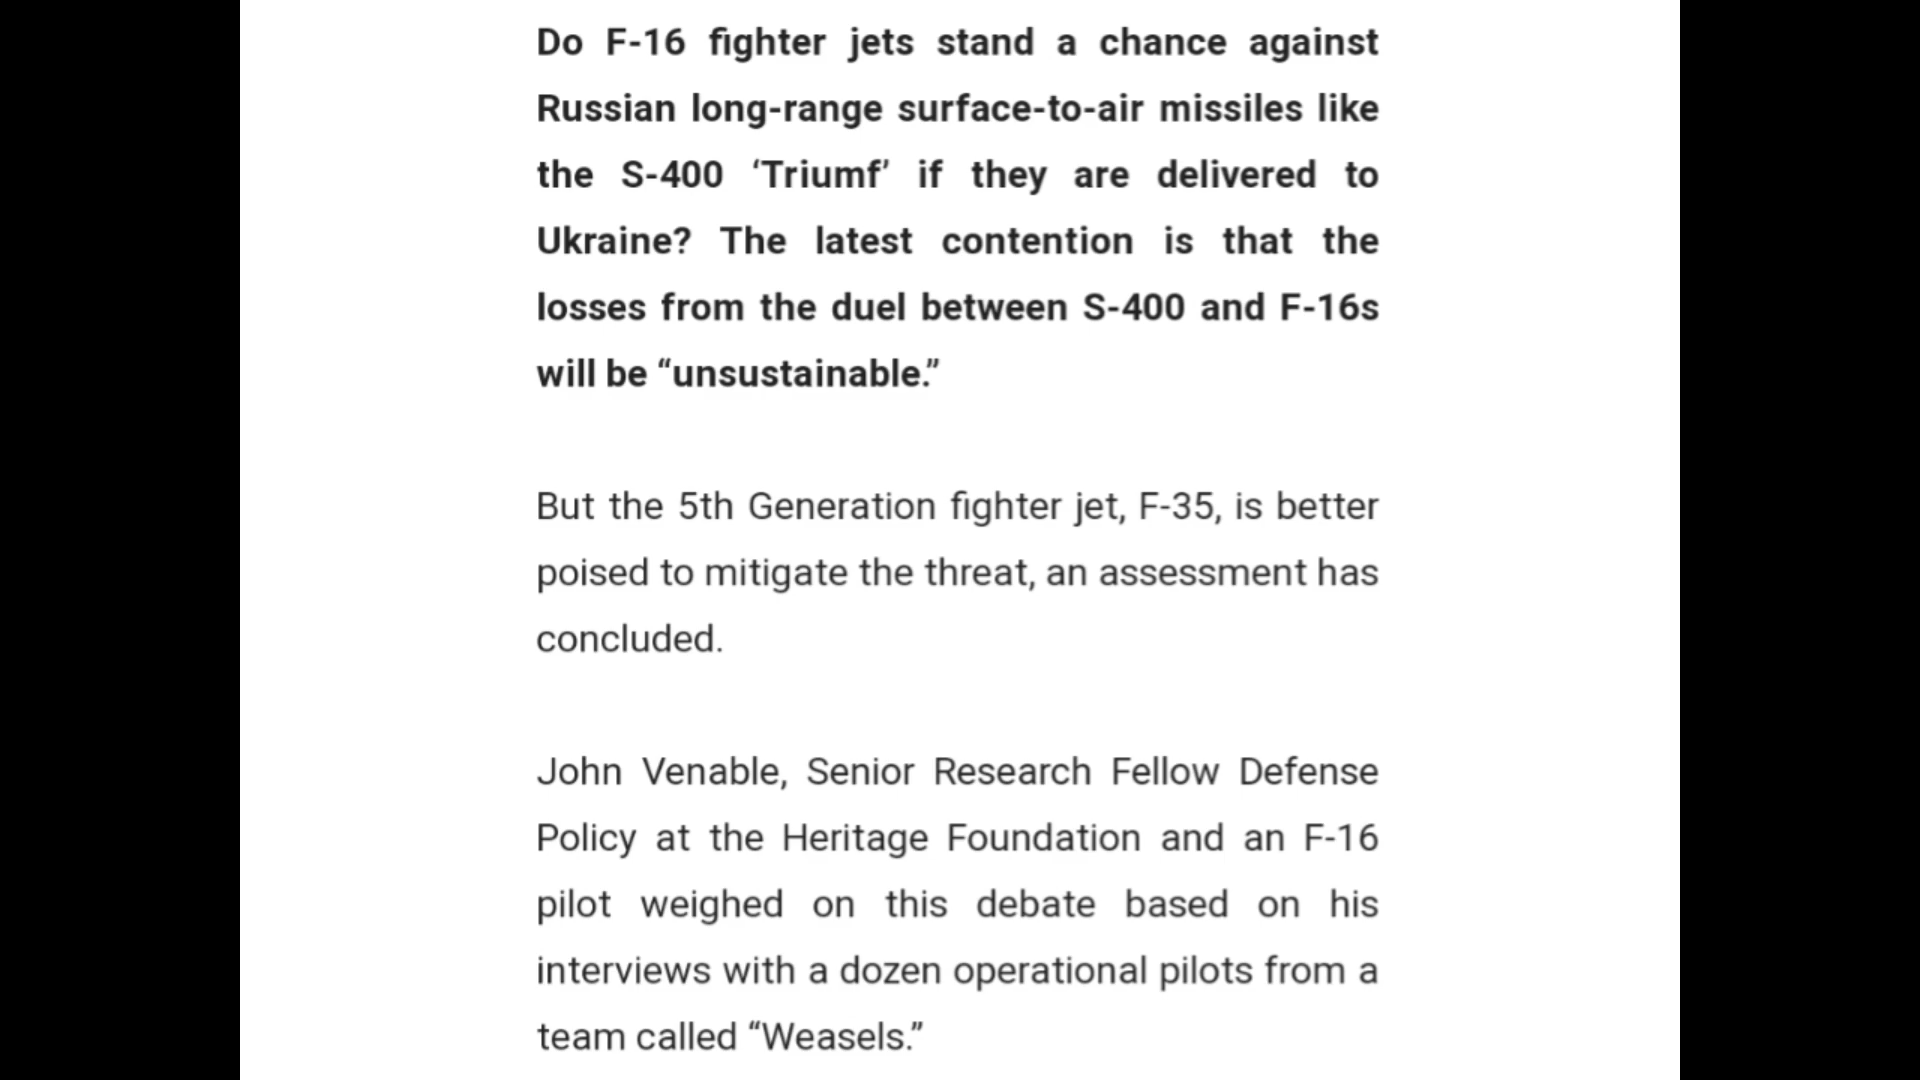 Do F-16 fighter jets stand a chance against
Russian long-range surface-to-air missiles like
the S-400 ‘Triumf’ if they are delivered to
Ukraine? The latest contention is that the
losses from the duel between S-400 and F-16s
will be “unsustainable.”
But the 5th Generation fighter jet, F-35, is better
poised to mitigate the threat, an assessment has
concluded.
John Venable, Senior Research Fellow Defense
Policy at the Heritage Foundation and an F-16
pilot weighed on this debate based on his
interviews with a dozen operational pilots from a
team called “Weasels.”